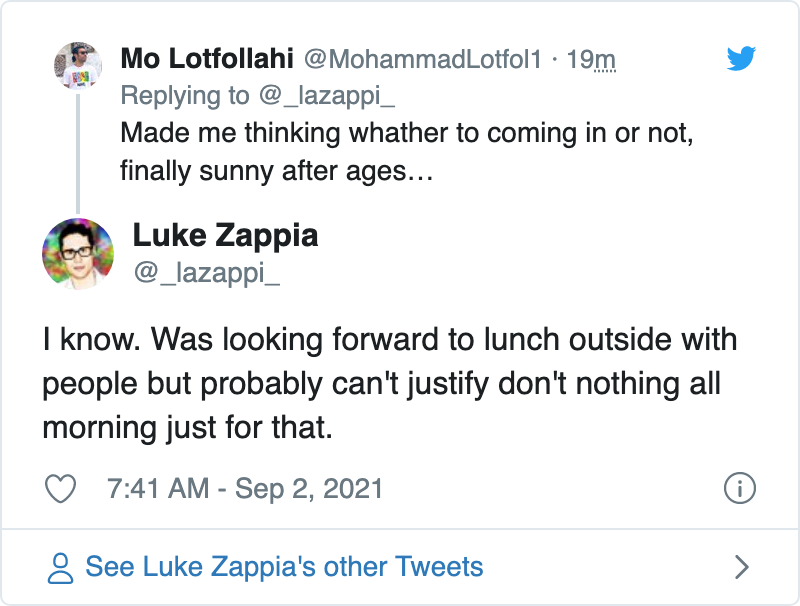 Mo Lotfollahi @MohammadLotfol1 · 19m
Replying to @_lazappi_
Made me thinking whather to coming in or not,
finally sunny after ages…
Luke Zappia
@_lazappi_
I know. Was looking forward to lunch outside with
people but probably can't justify don't nothing all
morning just for that.
7:41 AM - Sep 2, 2021
See Luke Zappia's other Tweets